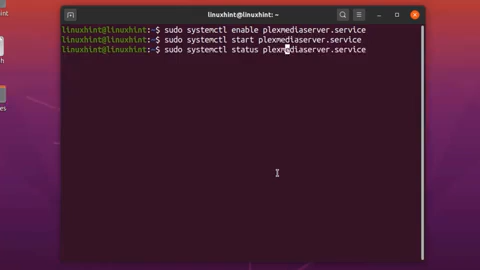 linuxhint@linuxhint: ~
linuxhint@linuxhint:~$ sudo systemctl enable plexmediaserver.service
linuxhint@linuxhint:~$ sudo systemctl start plexmediaserver.service
linuxhint@linuxhint:~$ sudo systemctl status plexmediaserver.service